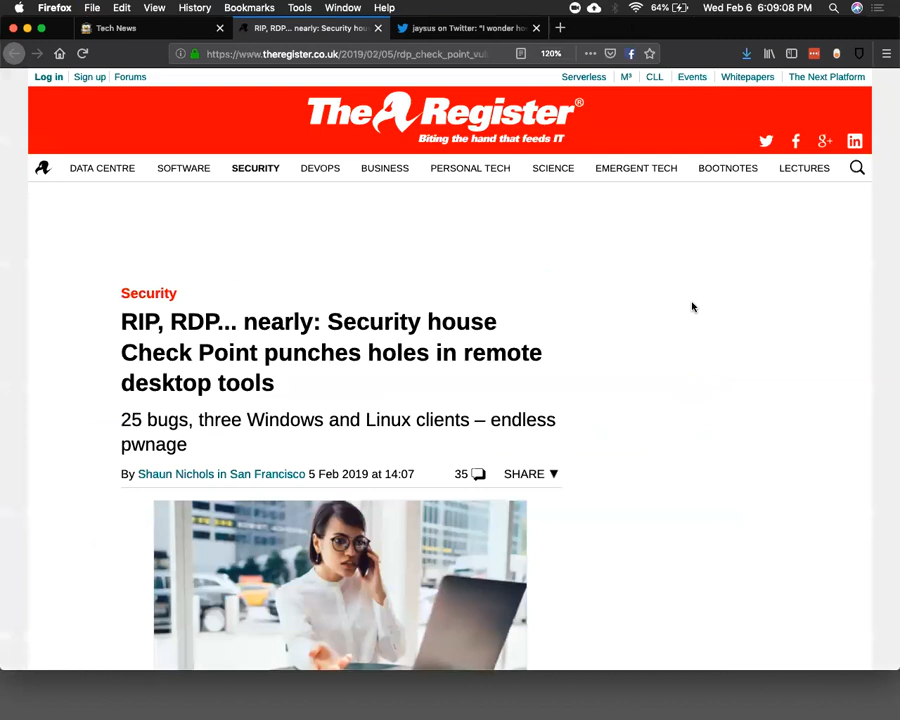 Firefox File Edit View History Bookmarks Tools Window Help 64% Wed Feb 6 6:09:08 PM
Tech News RIP, RDP... nearly: Security hou jaysus on Twitter: "I wonder ho
https://www.theregister.co.uk/2019/02/05/rdp_check_point_vul 120%
Log in Sign up Forums Serverless M³ CLL Events Whitepapers The Next Platform
The Register®
Biting the hand that feeds IT
DATA CENTRE SOFTWARE SECURITY DEVOPS BUSINESS PERSONAL TECH SCIENCE EMERGENT TECH BOOTNOTES LECTURES
Security
RIP, RDP... nearly: Security house
Check Point punches holes in remote
desktop tools
25 bugs, three Windows and Linux clients – endless
pwnage
By Shaun Nichols in San Francisco 5 Feb 2019 at 14:07 35 SHARE ▼